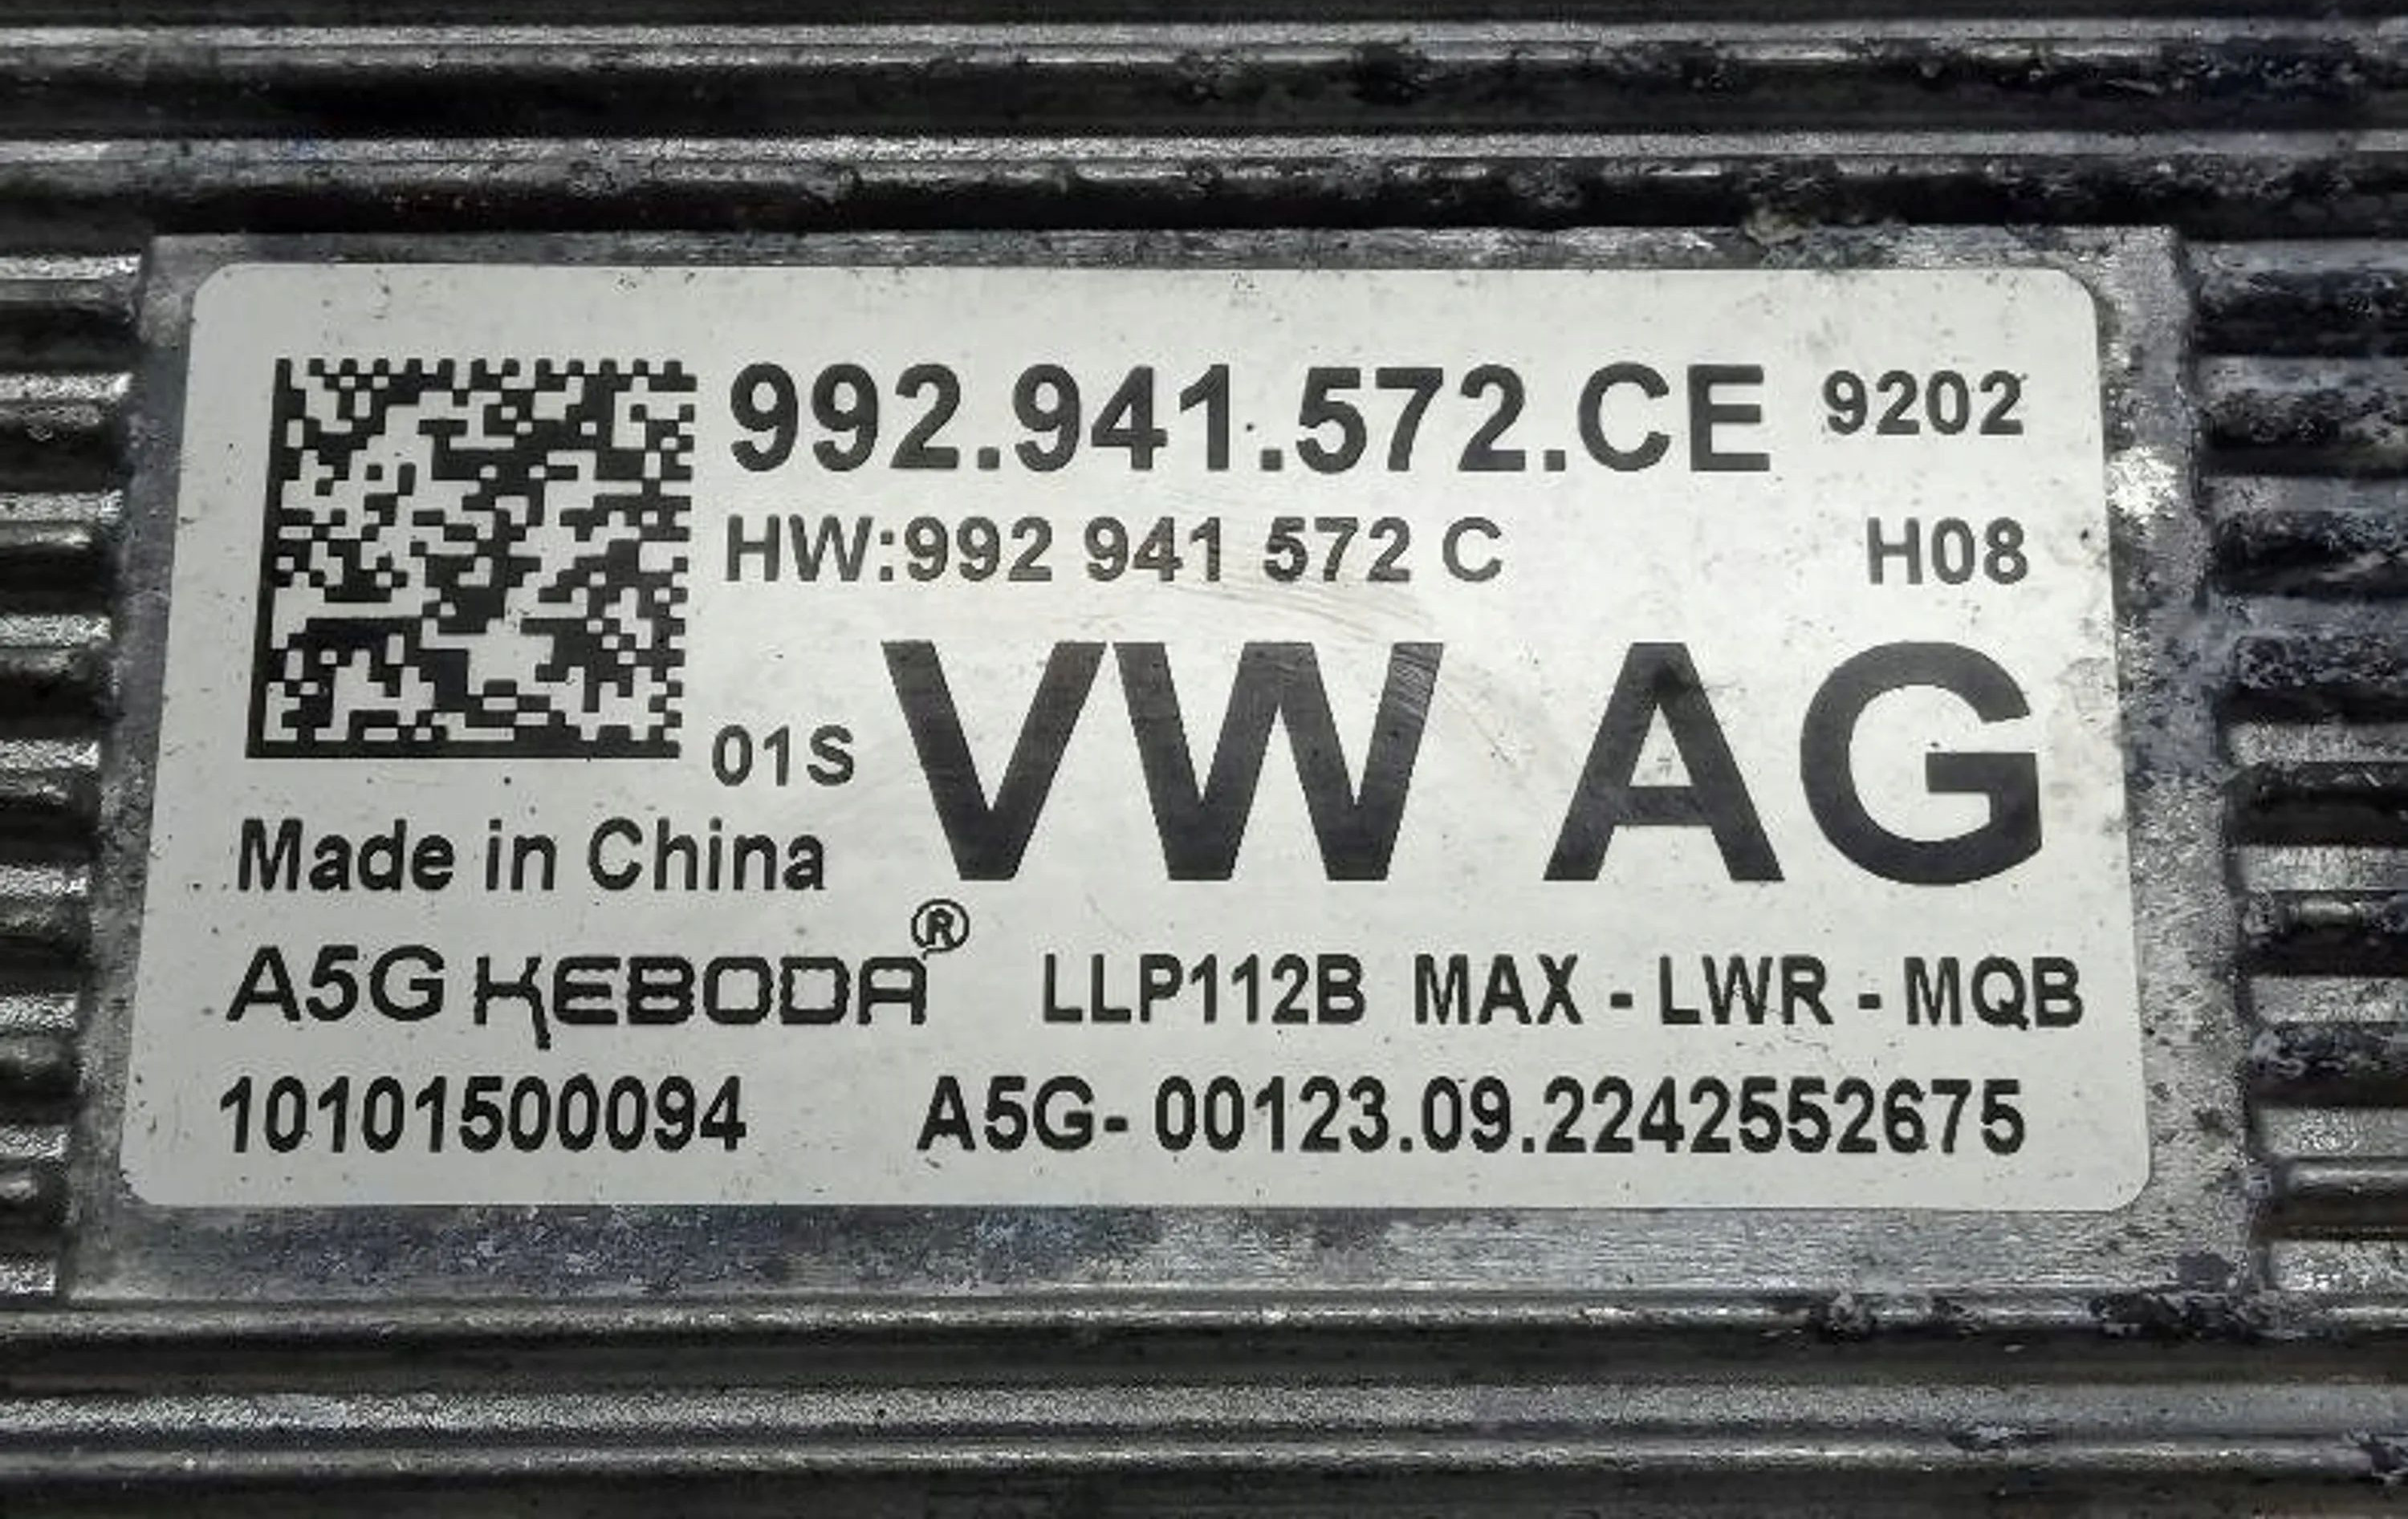 992.941.572.CE 9202
HW:992 941 572 C H08
01S VW AG
Made in China
A5G KEBODA® LLP112B MAX - LWR - MQB
10101500094 A5G- 00123.09.2242552675